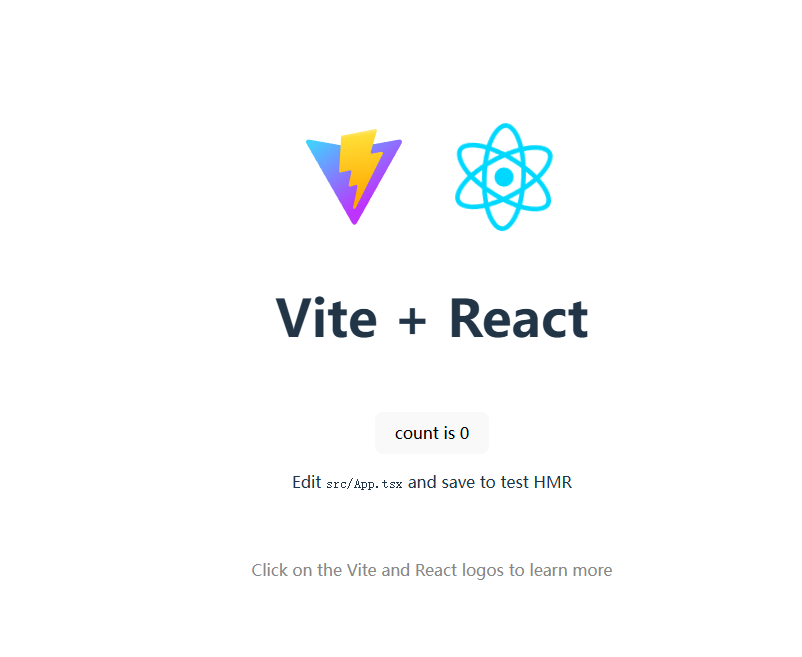 Vite + React
count is 0
Edit src/App.tsx and save to test HMR
Click on the Vite and React logos to learn more